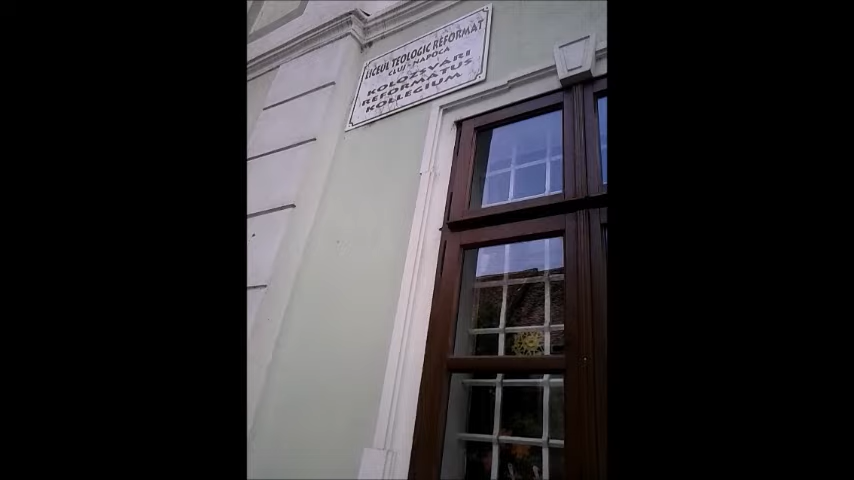 LICEUL TEOLOGIC REFORMAT
CLUJ-NAPOCA
KOLOZSVÁRI
REFORMÁTUS
KOLLÉGIUM